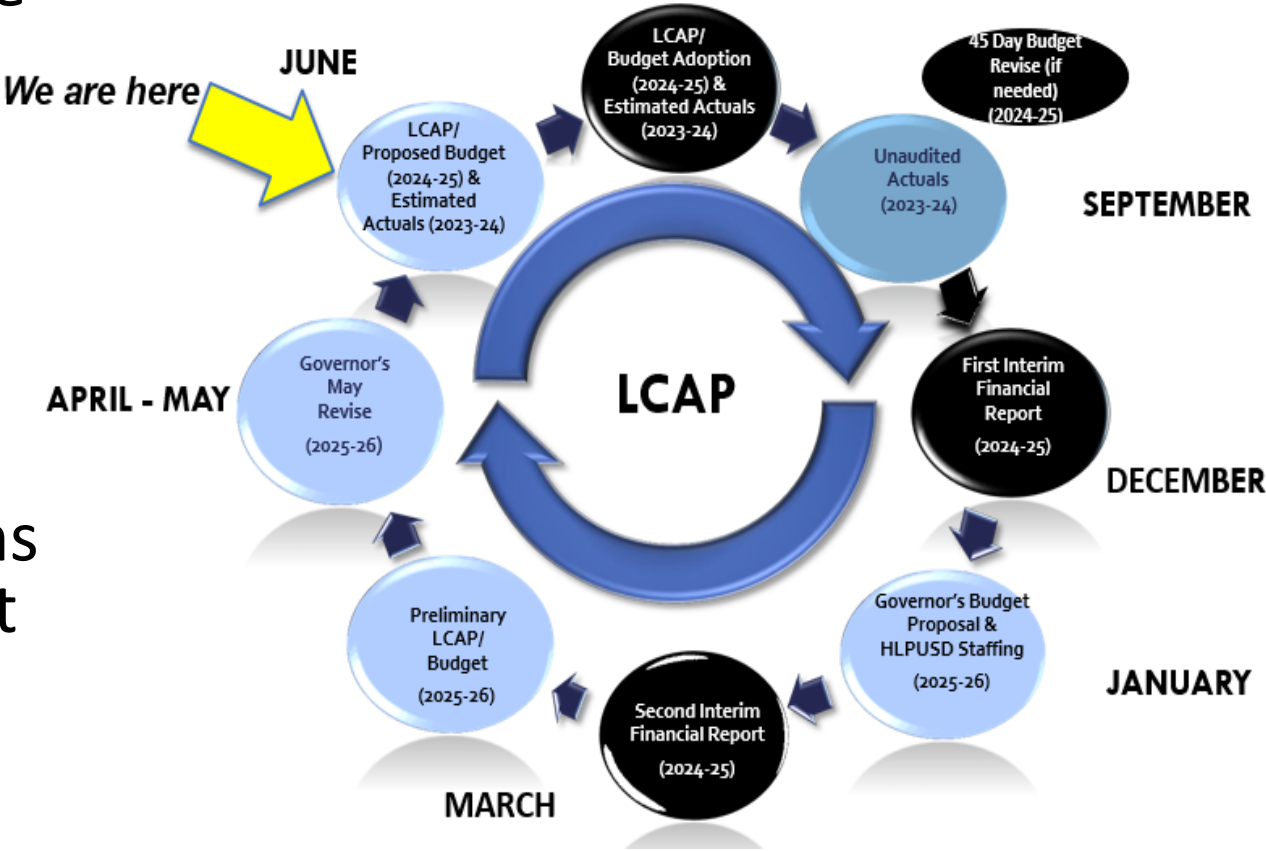 We are here
JUNE
LCAP/
Proposed Budget
(2024-25) &
Estimated
Actuals (2023-24)
LCAP/
Budget Adoption
(2024-25) &
Estimated Actuals
(2023-24)
45 Day Budget
Revise (if
needed)
(2024-25)
Unaudited
Actuals
(2023-24)
SEPTEMBER
First Interim
Financial
Report
(2024-25)
DECEMBER
Governor's Budget
Proposal &
HLPUSD Staffing
(2025-26)
JANUARY
Second Interim
Financial Report
(2024-25)
MARCH
Preliminary
LCAP/
Budget
(2025-26)
APRIL - MAY
Governor's
May
Revise
(2025-26)
LCAP